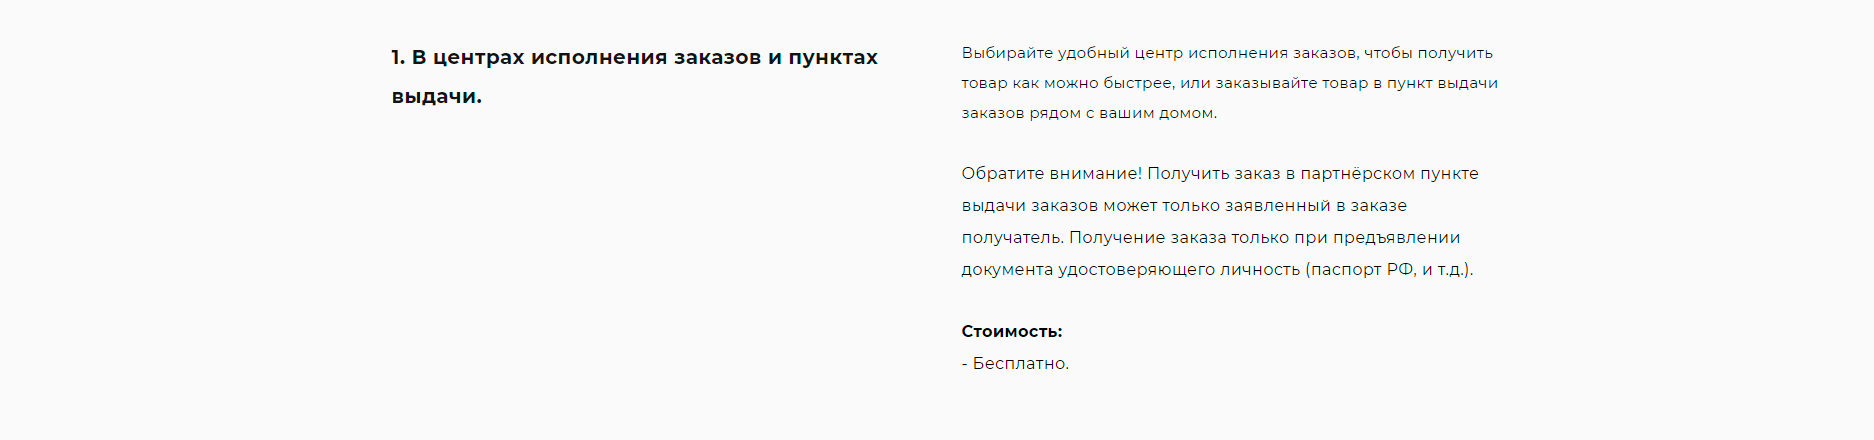 1. В центрах исполнения заказов и пунктах
выдачи.
Выбирайте удобный центр исполнения заказов, чтобы получить
товар как можно быстрее, или заказывайте товар в пункт выдачи
заказов рядом с вашим домом.
Обратите внимание! Получить заказ в партнёрском пункте
выдачи заказов может только заявленный в заказе
получатель. Получение заказа только при предъявлении
документа удостоверяющего личность (паспорт РФ, и т.д.).
Стоимость:
- Бесплатно.